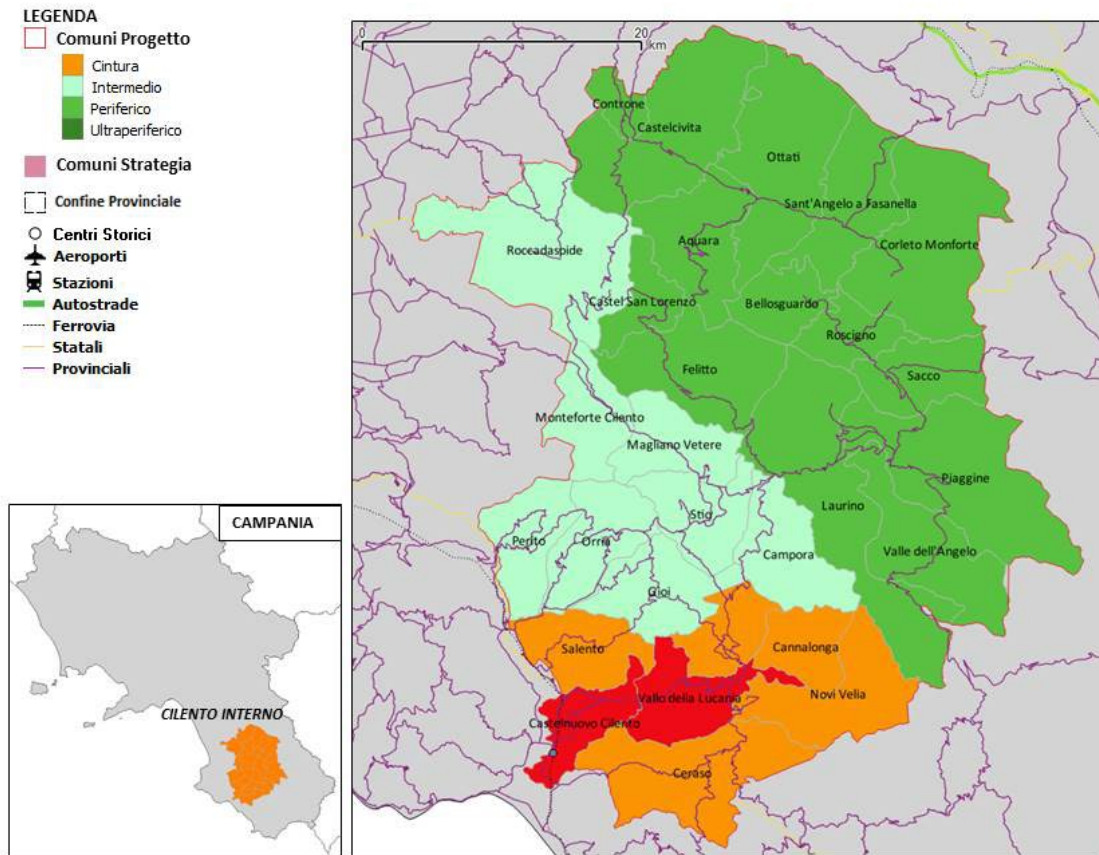 LEGENDA
Comuni Progetto
Cintura
Intermedio
Periferico
Ultraperiferico
Comuni Strategia
Confine Provinciale
Centri Storici
Aeroporti
Stazioni
Autostrade
Ferrovia
Statali
Provinciali
CAMPANIA
CILENTO INTERNO
0 20
km
Controne
Castelcivita
Ottati
Sant'Angelo a Fasanella
Aquara
Corleto Monforte
Roccadaspide
Castel San Lorenzo
Bellosguardo
Roscigno
Felitto
Sacco
Monteforte Cilento
Magliano Vetere
Piaggine
Laurino
Stio
Perito
Orria
Campora
Valle dell'Angelo
Gioi
Salento
Cannalonga
Novi Velia
Vallo della Lucania
Castelnuovo Cilento
Ceraso